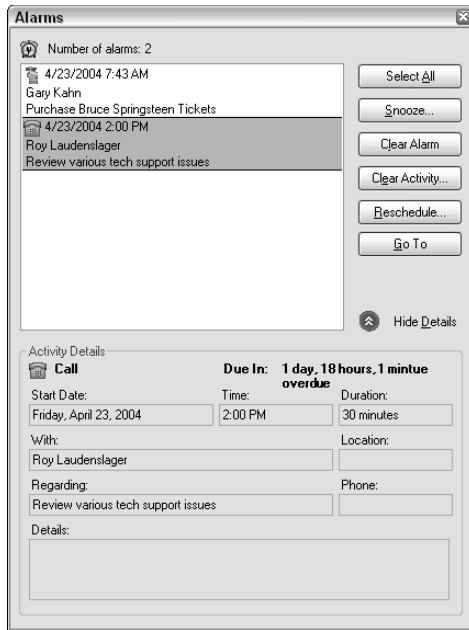 Alarms
Number of alarms: 2
4/23/2004 7:43 AM
Gary Kahn
Purchase Bruce Springsteen Tickets
4/23/2004 2:00 PM
Roy Laudenslager
Review various tech support issues
Select All
Snooze...
Clear Alarm
Clear Activity...
Reschedule...
Go To
Hide Details
Activity Details
Call
Due In: 1 day, 18 hours, 1 mintue
overdue
Start Date: Time: Duration:
Friday, April 23, 2004 2:00 PM 30 minutes
With: Location:
Roy Laudenslager
Regarding: Phone:
Review various tech support issues
Details: